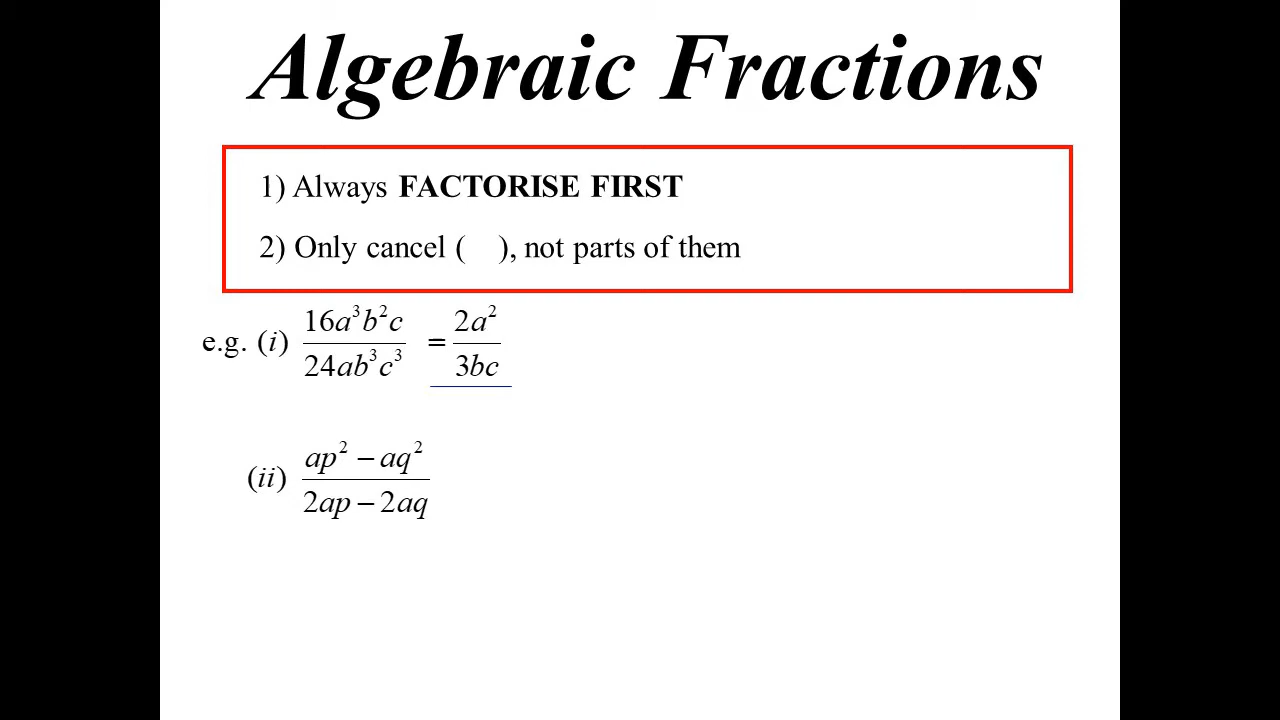 Algebraic Fractions
1) Always FACTORISE FIRST
2) Only cancel (   ), not parts of them
e.g. (i) 16a³b²c / 24ab³c³ = 2a² / 3bc
(ii) ap² − aq² / 2ap − 2aq